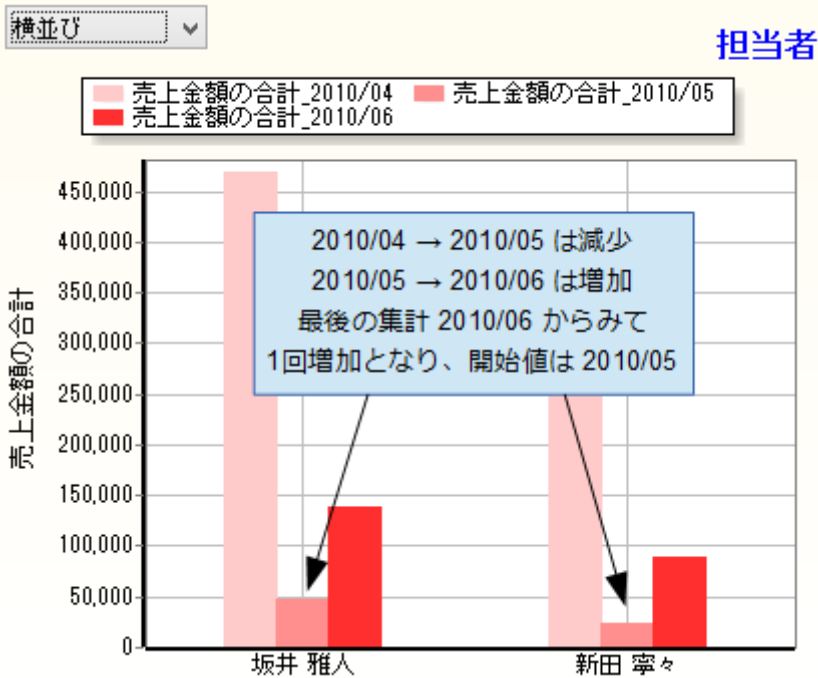 横並び
担当者
売上金額の合計_2010/04 売上金額の合計_2010/05
売上金額の合計_2010/06
売上金額の合計
450,000
400,000
350,000
300,000
250,000
200,000
150,000
100,000
50,000
0
2010/04 → 2010/05 は減少
2010/05 → 2010/06 は増加
最後の集計 2010/06 からみて
1回増加となり、開始値は 2010/05
坂井 雅人 新田 寧々